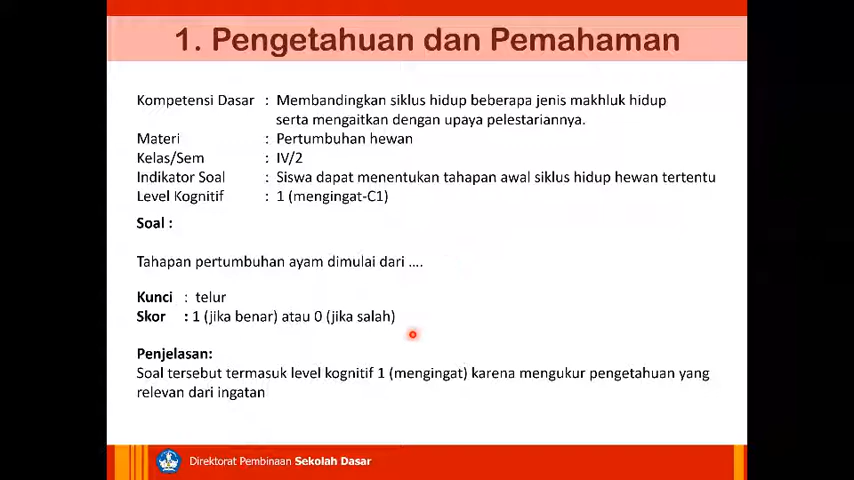 1. Pengetahuan dan Pemahaman
Kompetensi Dasar : Membandingkan siklus hidup beberapa jenis makhluk hidup
serta mengaitkan dengan upaya pelestariannya.
Materi : Pertumbuhan hewan
Kelas/Sem : IV/2
Indikator Soal : Siswa dapat menentukan tahapan awal siklus hidup hewan tertentu
Level Kognitif : 1 (mengingat-C1)
Soal :
Tahapan pertumbuhan ayam dimulai dari ....
Kunci : telur
Skor : 1 (jika benar) atau 0 (jika salah)
Penjelasan:
Soal tersebut termasuk level kognitif 1 (mengingat) karena mengukur pengetahuan yang
relevan dari ingatan
Direktorat Pembinaan Sekolah Dasar